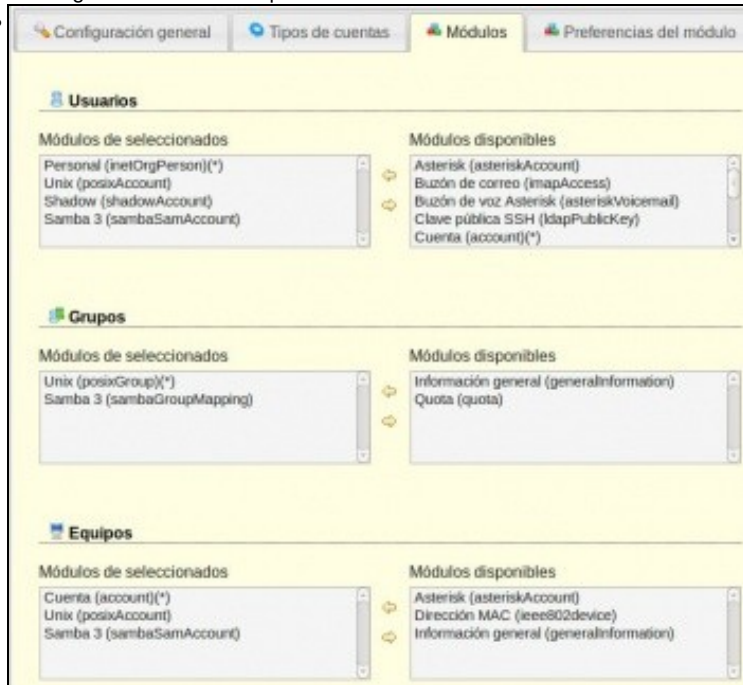 Configuración general Tipos de cuentas Módulos Preferencias del módulo
Usuarios
Módulos de seleccionados Módulos disponibles
Personal (inetOrgPerson)(*) Asterisk (asteriskAccount)
Unix (posixAccount) Buzón de correo (imapAccess)
Shadow (shadowAccount) Buzón de voz Asterisk (asteriskVoicemail)
Samba 3 (sambaSamAccount) Clave pública SSH (ldapPublicKey)
Cuenta (account)(*)
Grupos
Módulos de seleccionados Módulos disponibles
Unix (posixGroup)(*) Información general (generalInformation)
Samba 3 (sambaGroupMapping) Quota (quota)
Equipos
Módulos de seleccionados Módulos disponibles
Cuenta (account)(*) Asterisk (asteriskAccount)
Unix (posixAccount) Dirección MAC (ieee802device)
Samba 3 (sambaSamAccount) Información general (generalInformation)